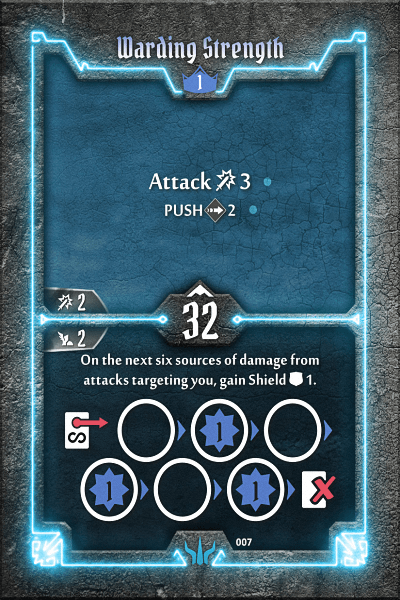 Warding Strength
1
Attack 3
PUSH 2
2
32
2
On the next six sources of damage from
attacks targeting you, gain Shield 1.
1
1 1
007